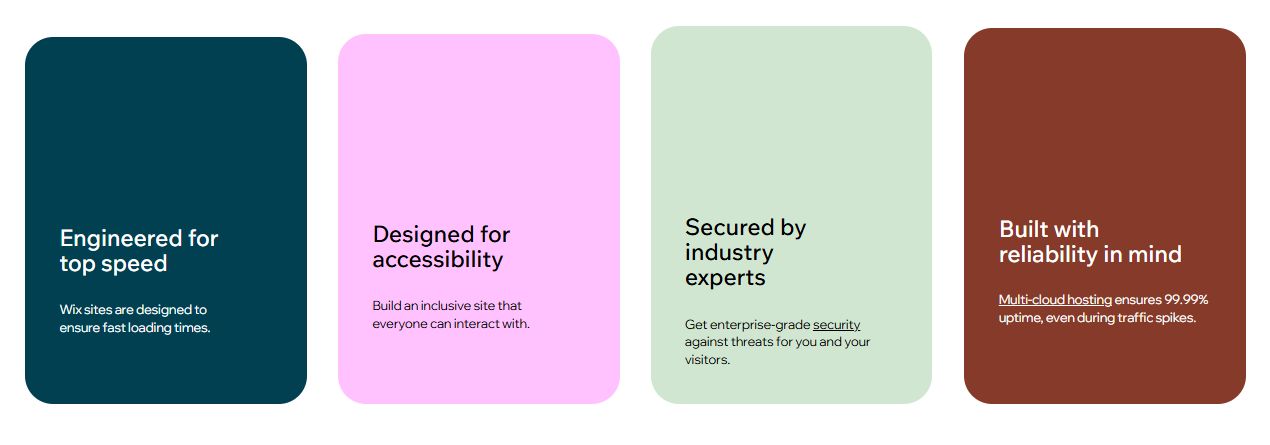 Engineered for
top speed
Wix sites are designed to
ensure fast loading times.
Designed for
accessibility
Build an inclusive site that
everyone can interact with.
Secured by
industry
experts
Get enterprise-grade security
against threats for you and your
visitors.
Built with
reliability in mind
Multi-cloud hosting ensures 99.99%
uptime, even during traffic spikes.